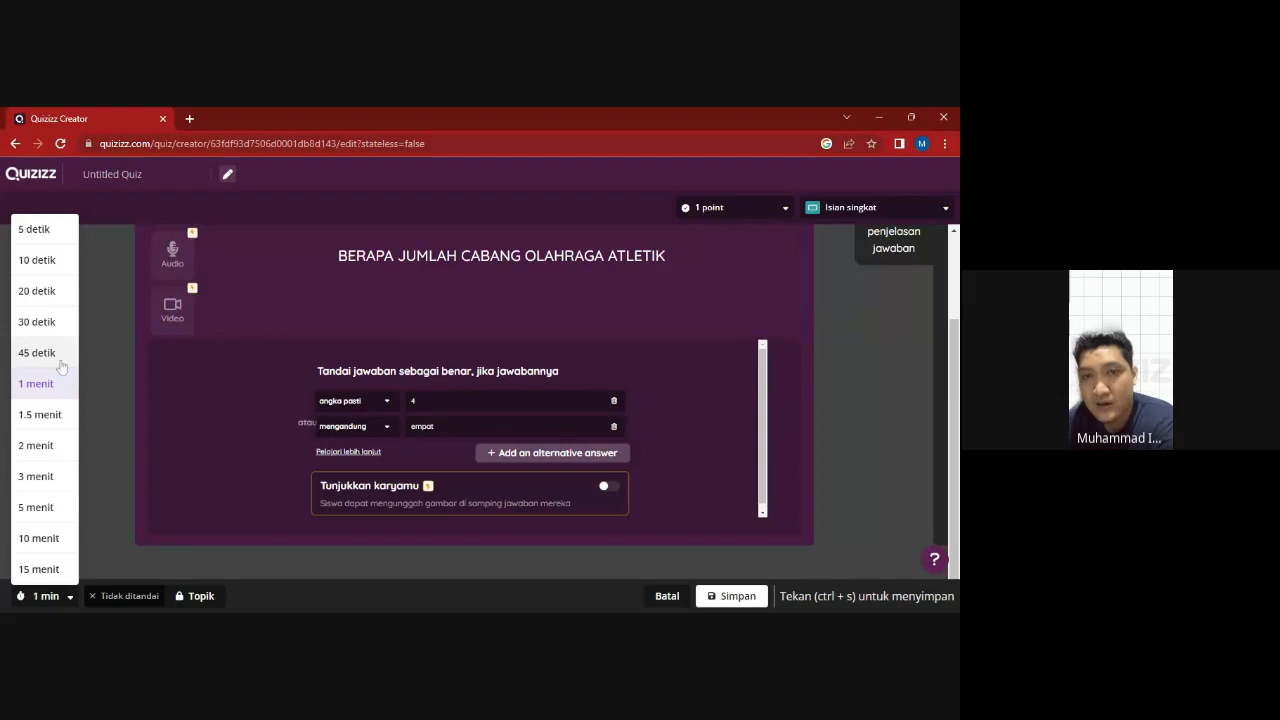 Quizizz Creator
quizizz.com/quiz/creator/63fdf93d7506d0001db8d143/edit?stateless=false
M
QUIZIZZ
Untitled Quiz
1 point
Isian singkat
5 detik
10 detik
20 detik
30 detik
45 detik
1 menit
1.5 menit
2 menit
3 menit
5 menit
10 menit
15 menit
Audio
Video
BERAPA JUMLAH CABANG OLAHRAGA ATLETIK
penjelasan
jawaban
Tandai jawaban sebagai benar, jika jawabannya
angka pasti
4
atau
mengandung
empat
Pelajari lebih lanjut
+ Add an alternative answer
Tunjukkan karyamu
Siswa dapat mengunggah gambar di samping jawaban mereka
?
1 min
Tidak ditandai
Topik
Batal
Simpan
Tekan (ctrl + s) untuk menyimpan
Muhammad I...